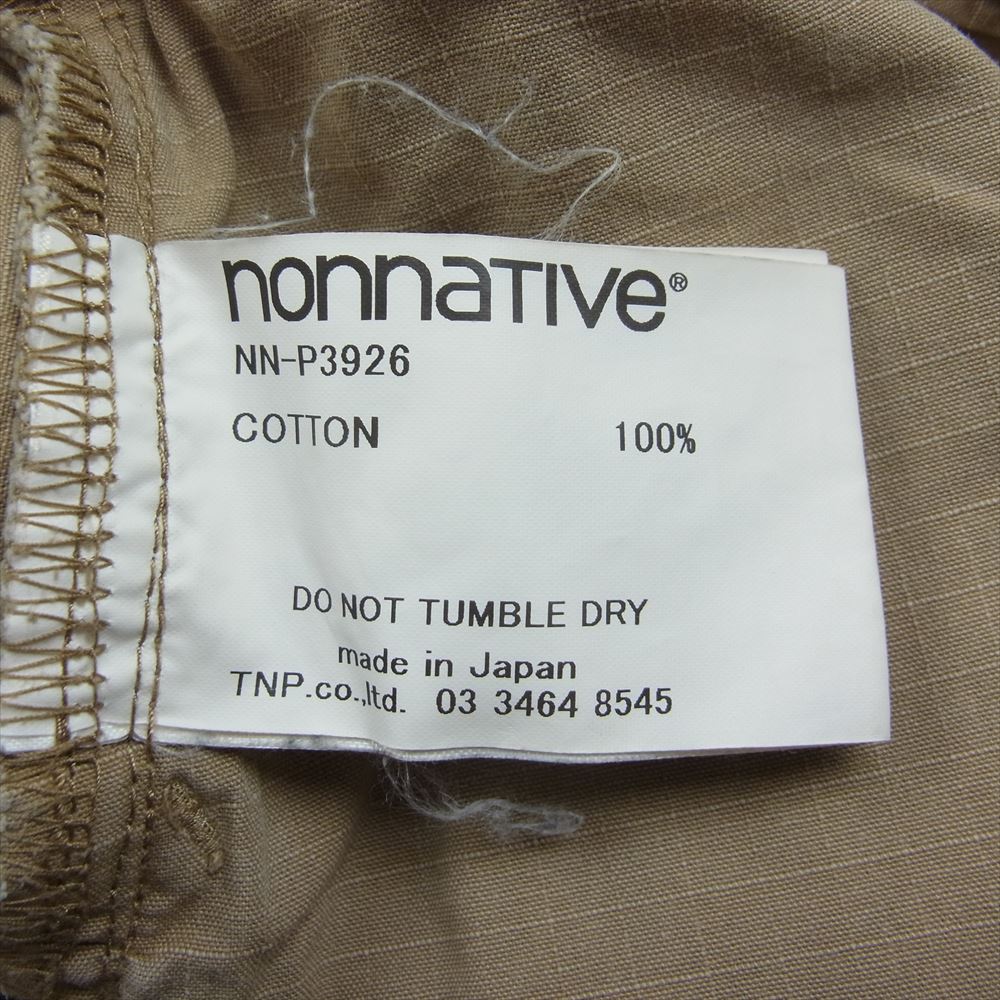 nonnaTIVe®
NN-P3926
COTTON 100%
DO NOT TUMBLE DRY
made in Japan
TNP.co.,ltd. 03 3464 8545